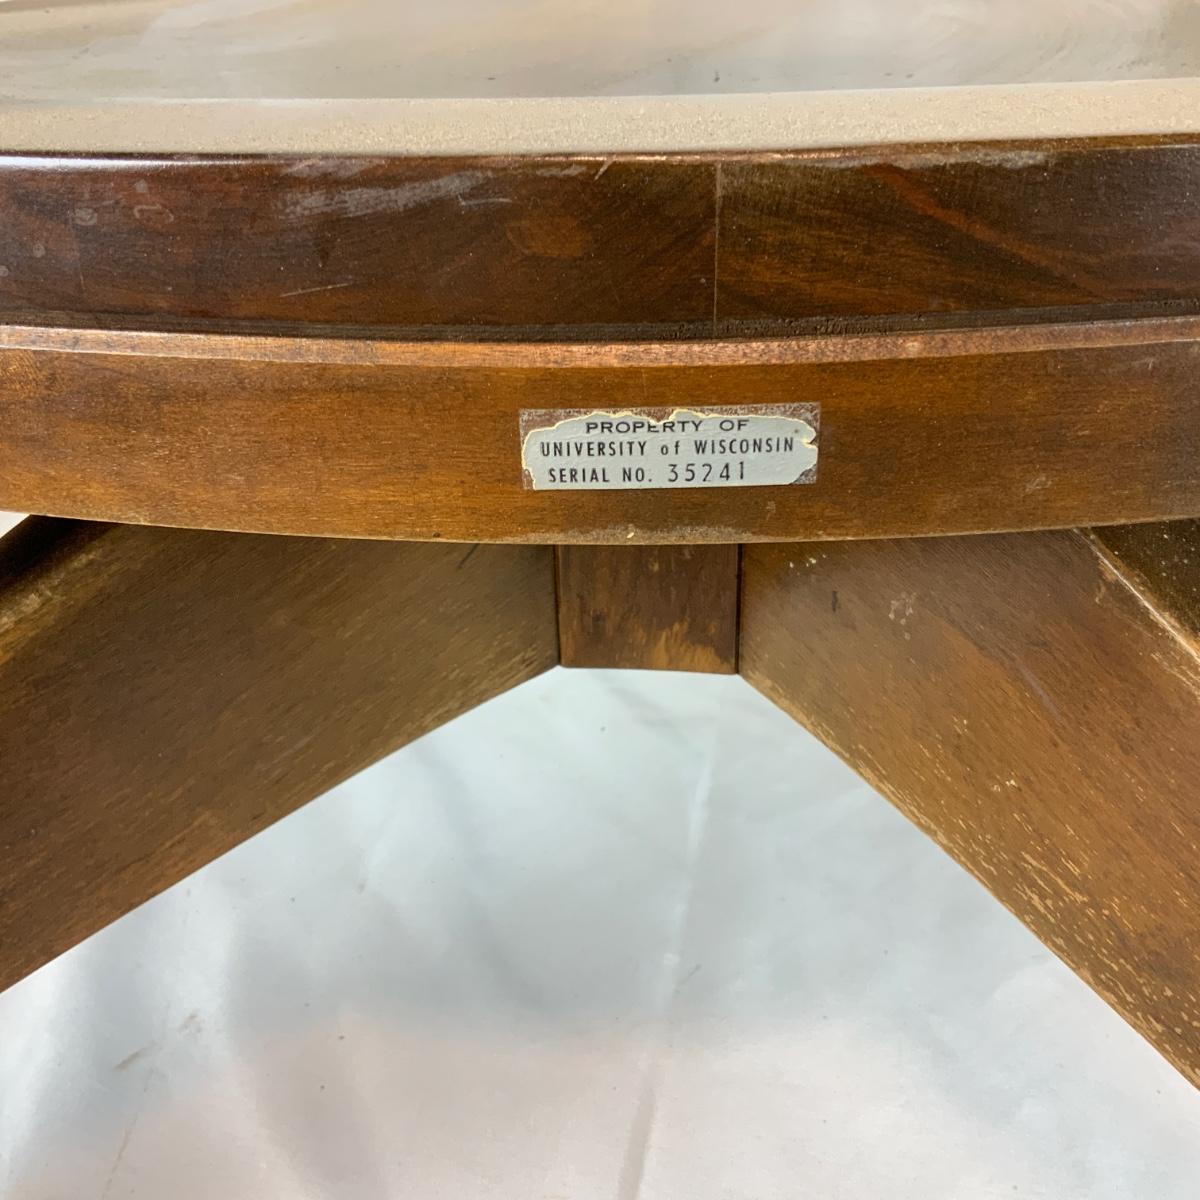 PROPERTY OF
UNIVERSITY of WISCONSIN
SERIAL NO. 35241